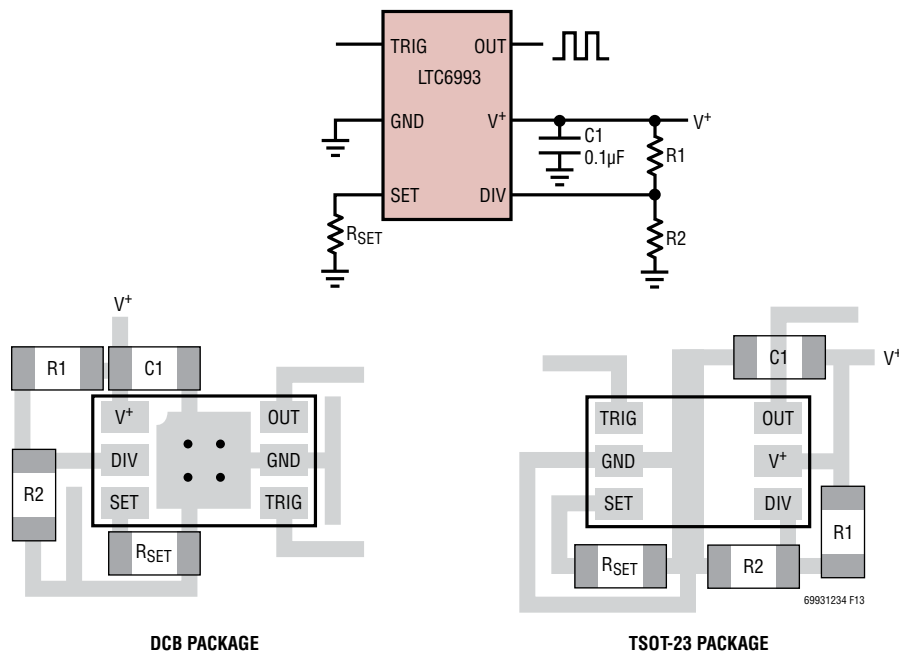 TRIG OUT
LTC6993
GND V+ V+
C1
0.1µF
R1
SET DIV
RSET
R2
V+
R1 C1
V+ OUT
DIV GND
R2
SET TRIG
RSET
C1
V+
TRIG OUT
GND V+
SET DIV
R1
RSET R2
69931234 F13
DCB PACKAGE
TSOT-23 PACKAGE